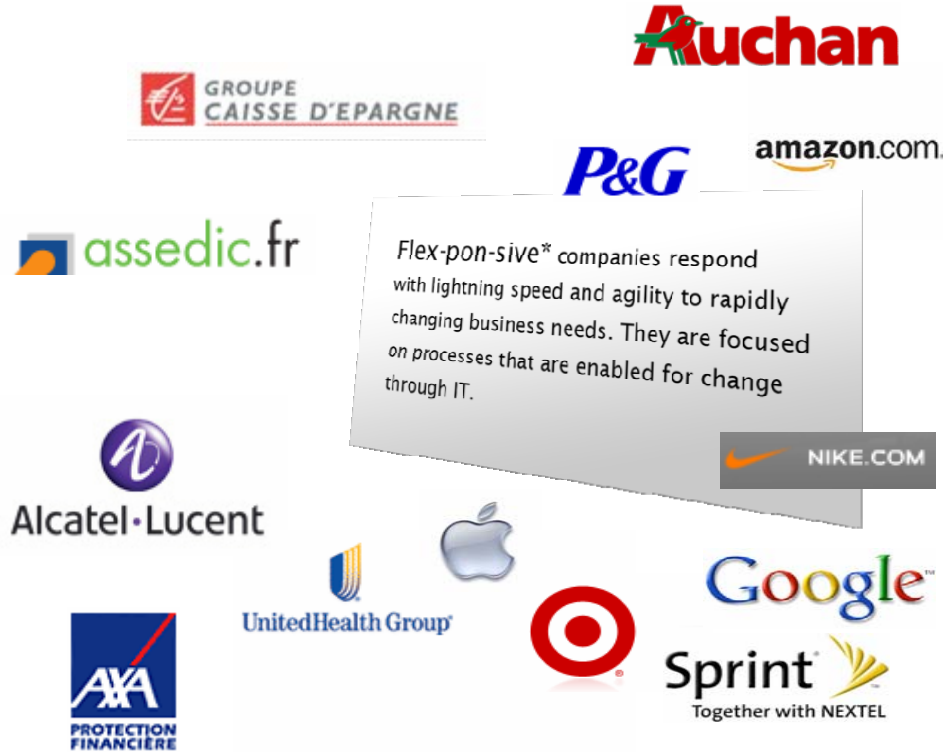 Auchan
GROUPE
CAISSE D'EPARGNE
P&G
amazon.com.
assedic.fr
Flex-pon-sive* companies respond
with lightning speed and agility to rapidly
changing business needs. They are focused
on processes that are enabled for change
through IT.
NIKE.COM
Alcatel·Lucent
UnitedHealth Group®
Google™
AXA
PROTECTION
FINANCIÈRE
®
Sprint
Together with NEXTEL